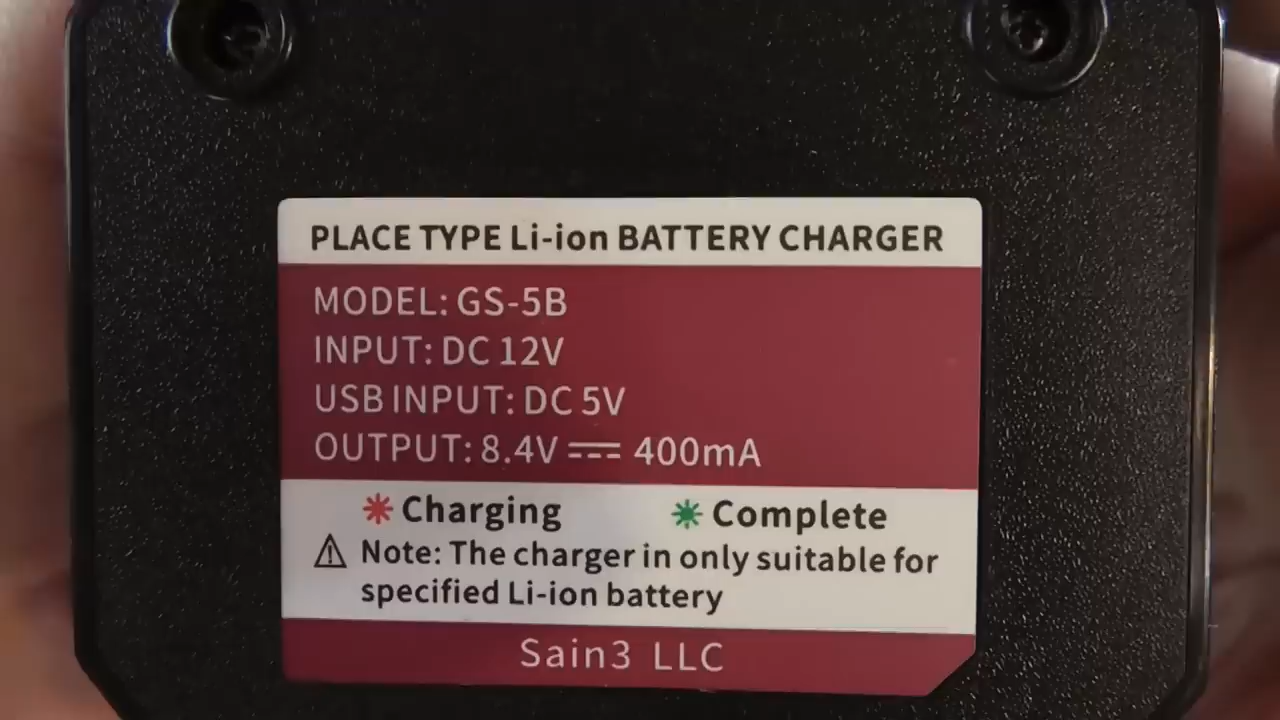 PLACE TYPE Li-ion BATTERY CHARGER
MODEL: GS-5B
INPUT: DC 12V
USB INPUT: DC 5V
OUTPUT: 8.4V ⎓ 400mA
Charging Complete
Note: The charger in only suitable for
specified Li-ion battery
Sain3 LLC